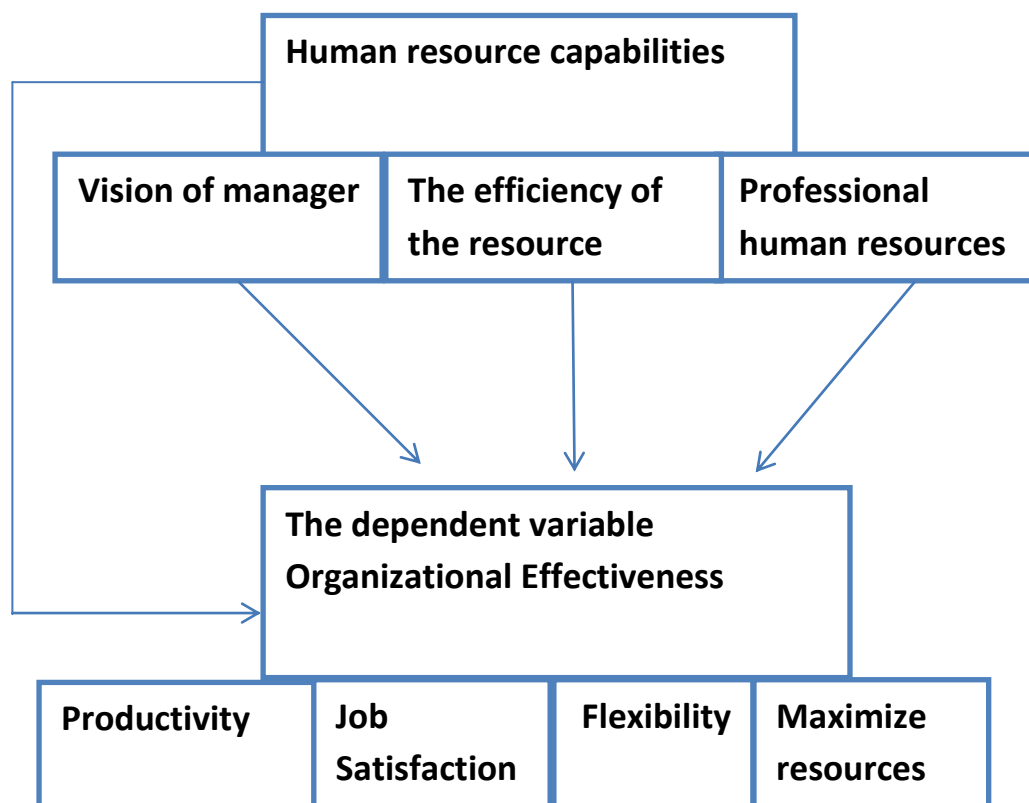 Human resource capabilities
Vision of manager
The efficiency of
the resource
Professional
human resources
The dependent variable
Organizational Effectiveness
Productivity
Job
Satisfaction
Flexibility
Maximize
resources